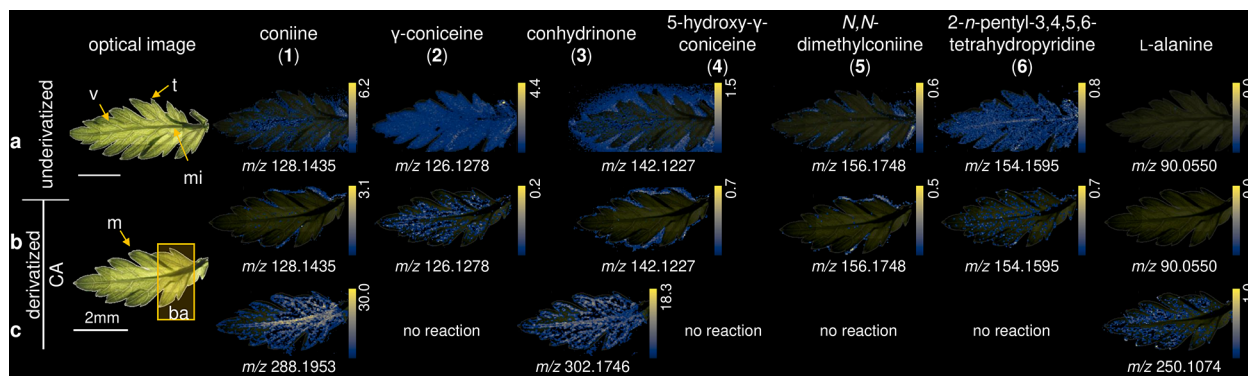 optical image
coniine
(1)
γ-coniceine
(2)
conhydrinone
(3)
5-hydroxy-γ
coniceine
(4)
N,N-
dimethylconiine
(5)
2-n-pentyl-3,4,5,6-
tetrahydropyridine
(6)
L-alanine
a
underivatized
v
t
mi
6.2
4.4
1.5
0.6
0.8
m/z 128.1435
m/z 126.1278
m/z 142.1227
m/z 156.1748
m/z 154.1595
m/z 90.0550
b
derivatized
CA
m
ba
2mm
3.1
0.2
0.7
0.5
0.7
m/z 128.1435
m/z 126.1278
m/z 142.1227
m/z 156.1748
m/z 154.1595
m/z 90.0550
c
30.0
18.3
no reaction
no reaction
no reaction
no reaction
m/z 288.1953
m/z 302.1746
m/z 250.1074